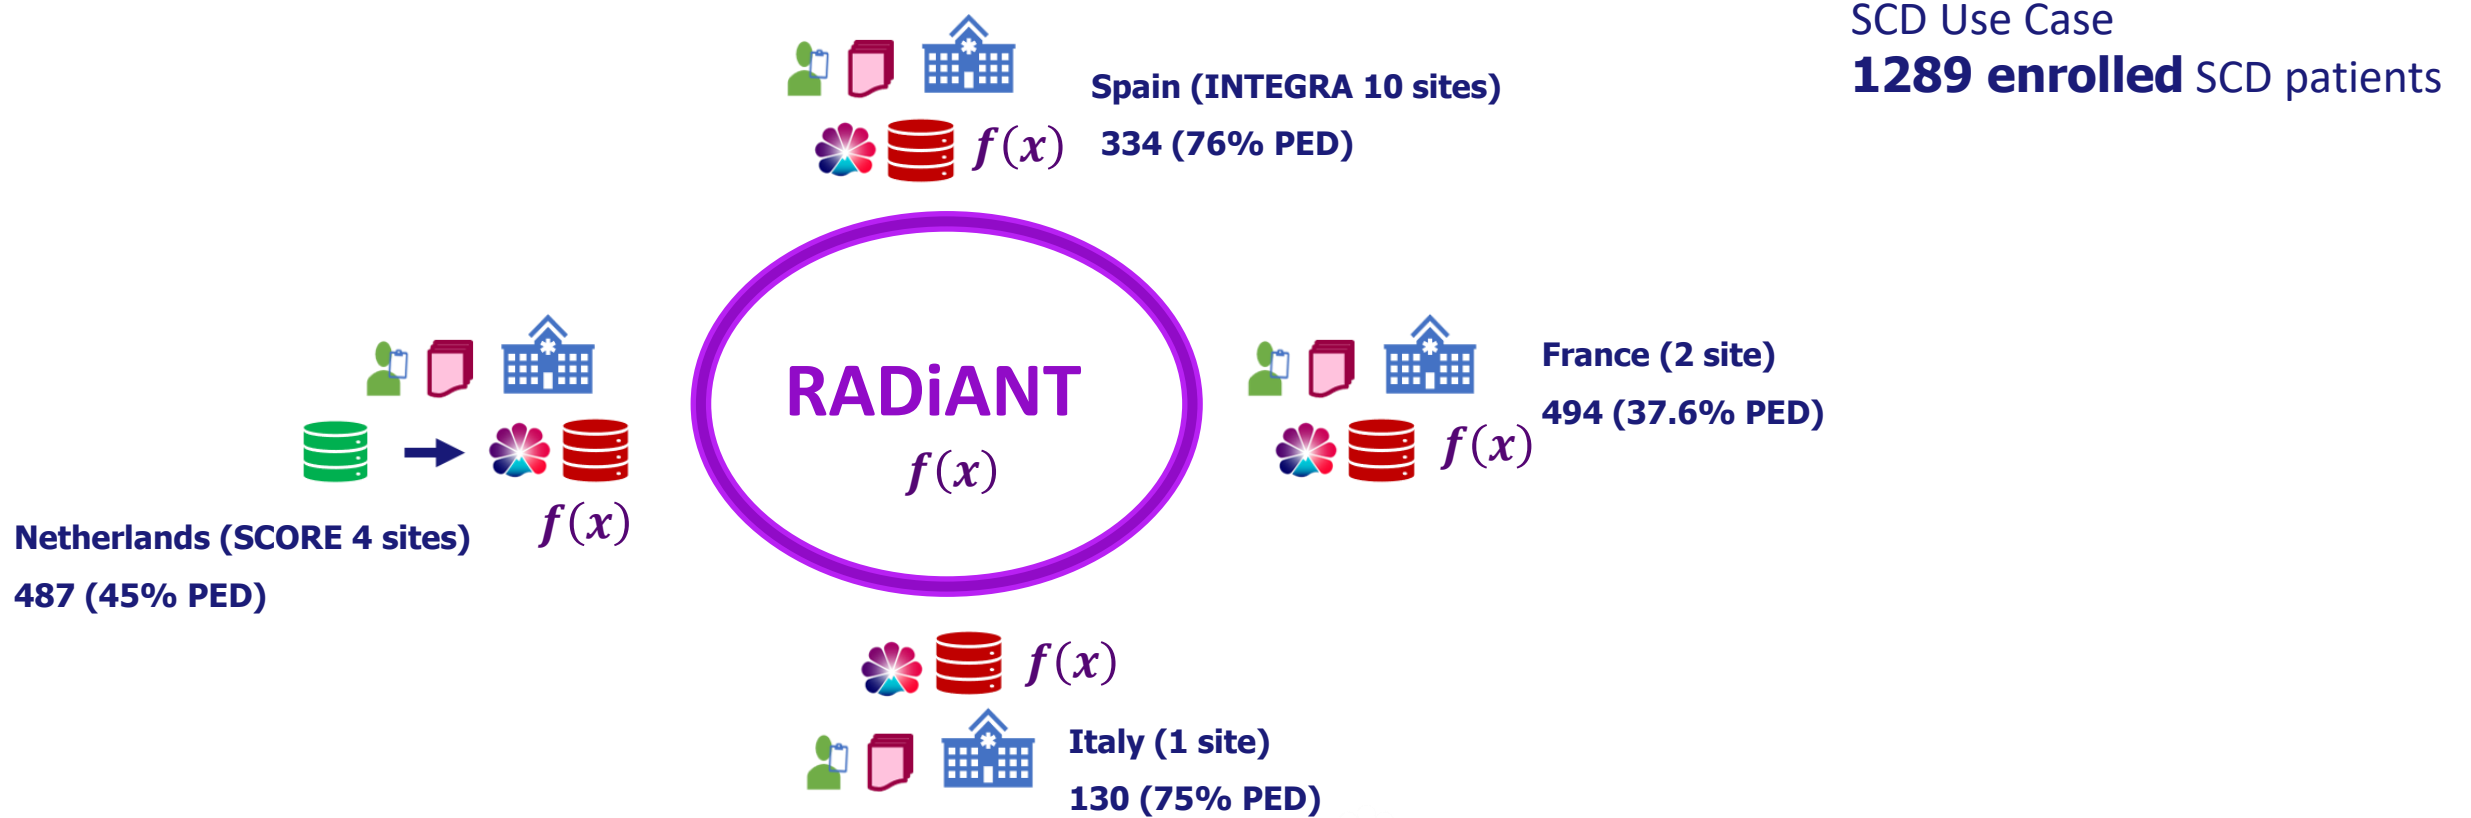 SCD Use Case
1289 enrolled SCD patients
Spain (INTEGRA 10 sites)
f(x) 334 (76% PED)
RADiANT
f(x)
France (2 site)
494 (37.6% PED)
f(x)
f(x)
Netherlands (SCORE 4 sites)
487 (45% PED)
f(x)
Italy (1 site)
130 (75% PED)